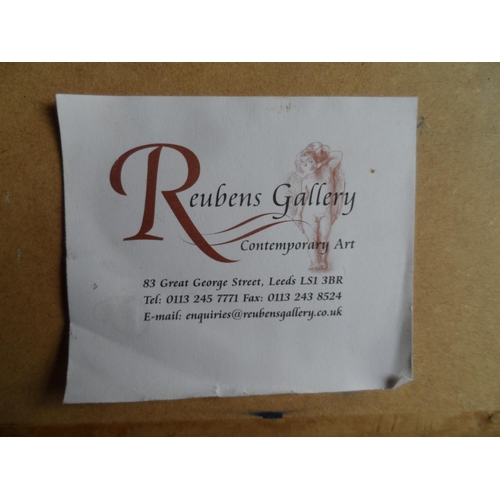 Reubens Gallery
Contemporary Art
83 Great George Street, Leeds LS1 3BR
Tel: 0113 245 7771 Fax: 0113 243 8524
E-mail: enquiries@reubensgallery.co.uk